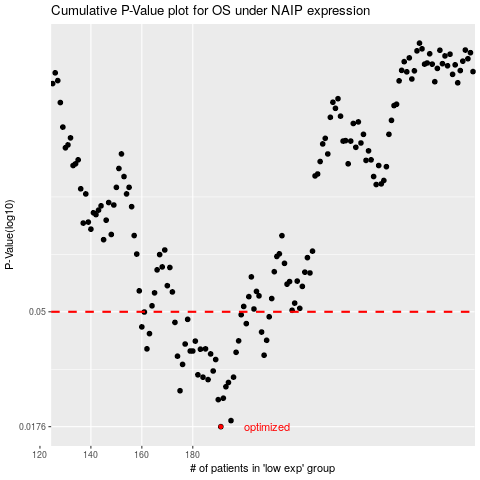 Cumulative P-Value plot for OS under NAIP expression
P-Value(log10)
0.05
0.0176
optimized
120 140 160 180
# of patients in 'low exp' group